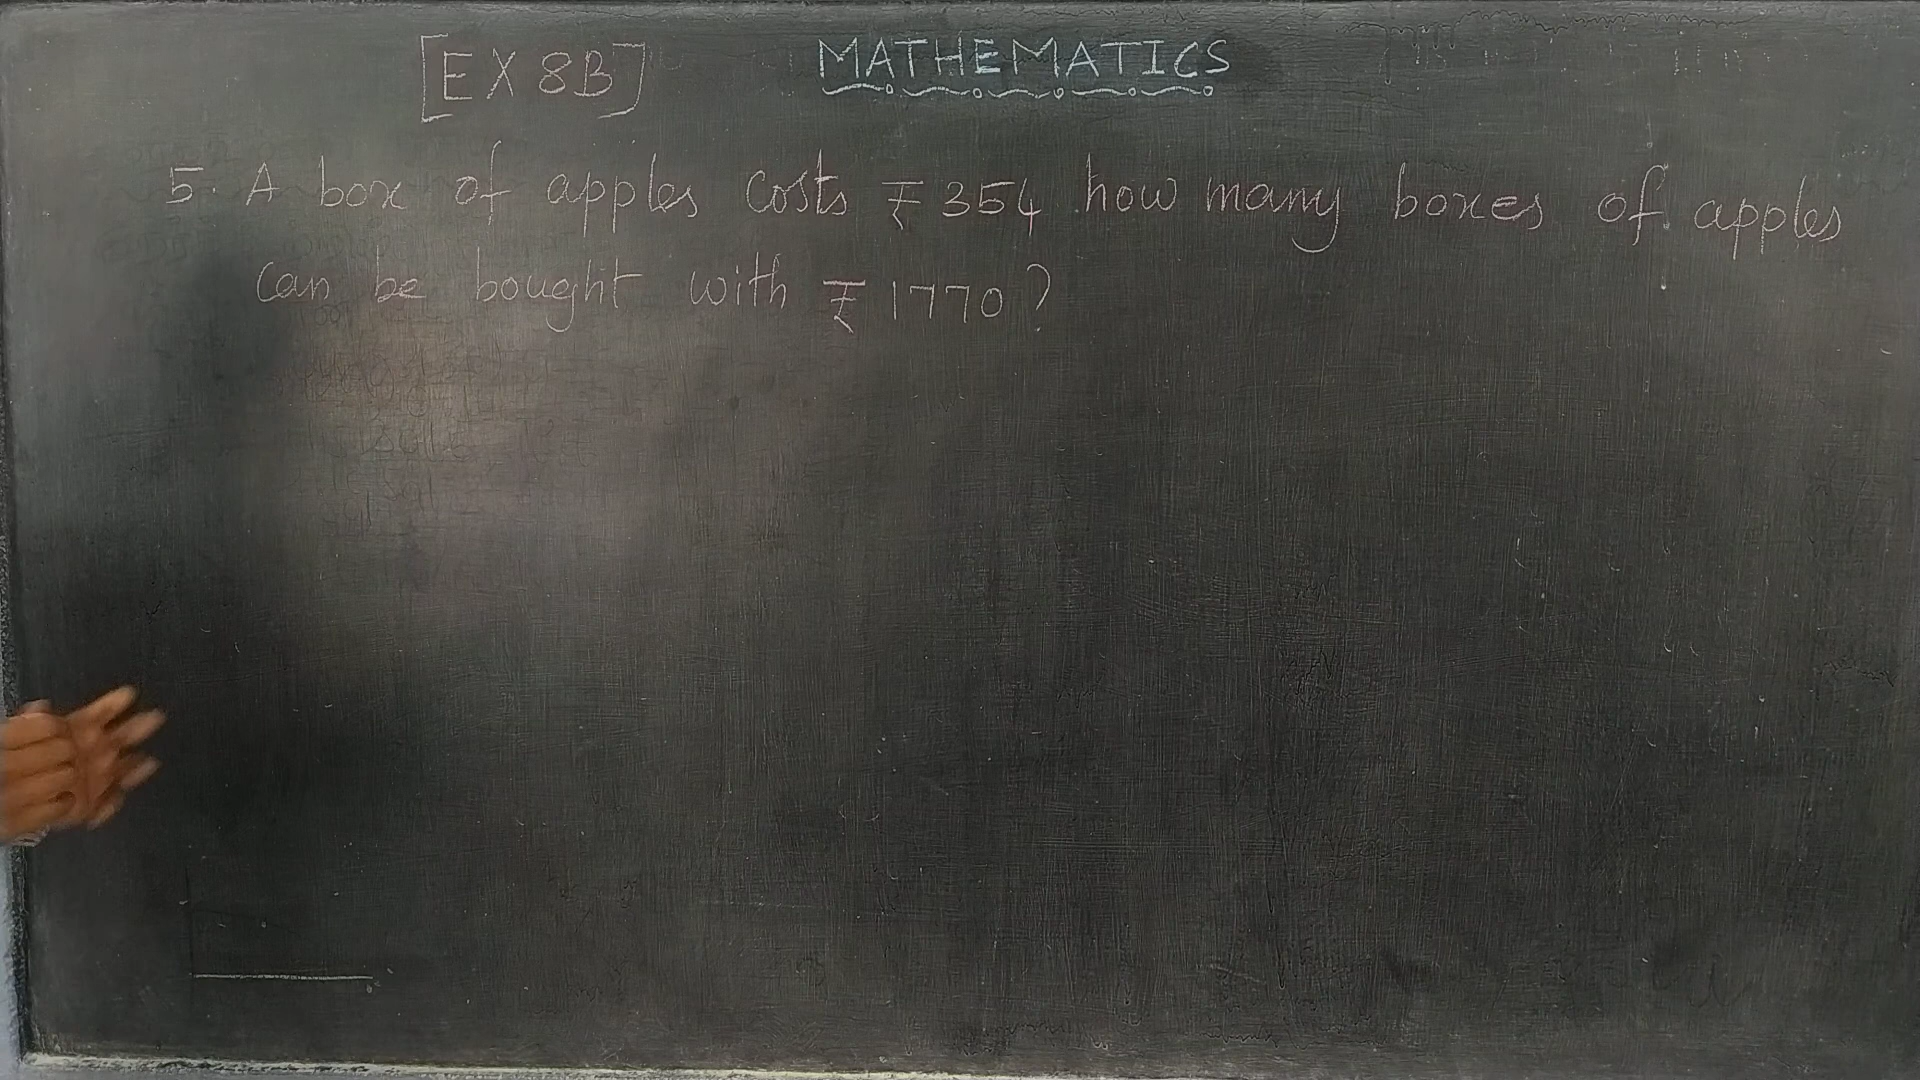 [EX 8B] MATHEMATICS
5. A box of apples costs ₹ 354 how many boxes of apples
can be bought with ₹ 1770?